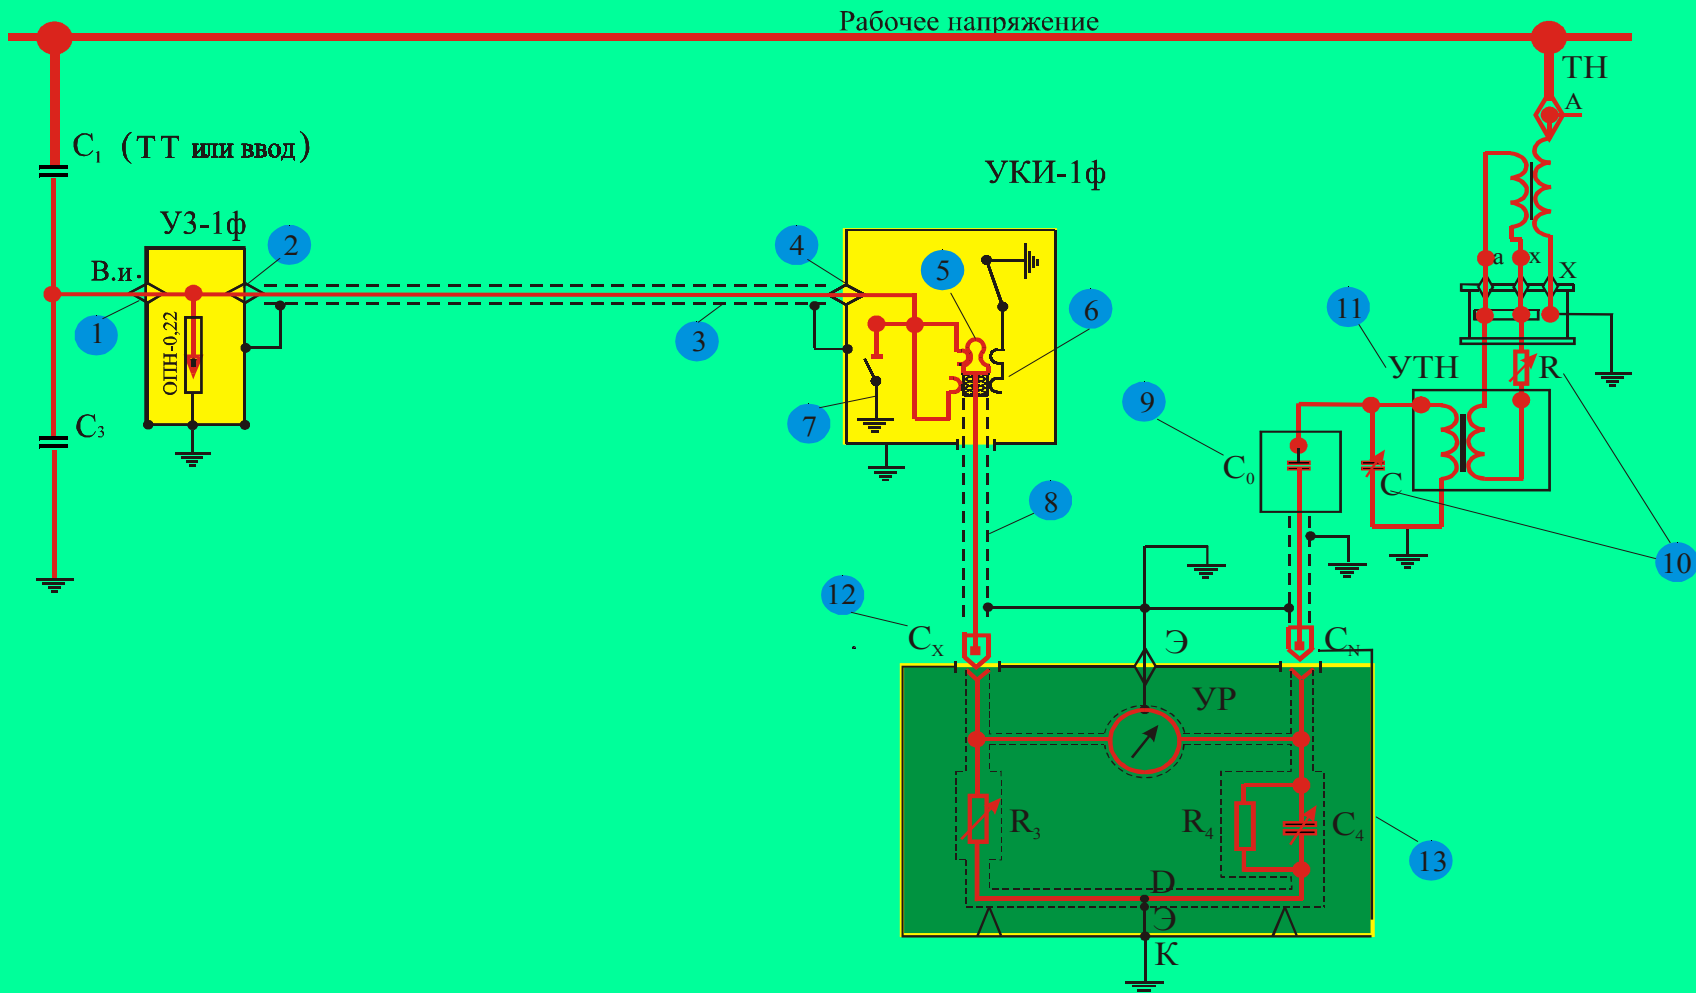 Рабочее напряжение
ТН
А
С1 (ТТ или ввод)
УКИ-1ф
УЗ-1ф
2
4
5
В.и.
а
х
Х
1
ОПН-0,22
3
6
11
УТН
R
7
9
С3
С0
С
8
10
12
СХ
Э
СN
УР
R3
R4
С4
13
D
Э
К